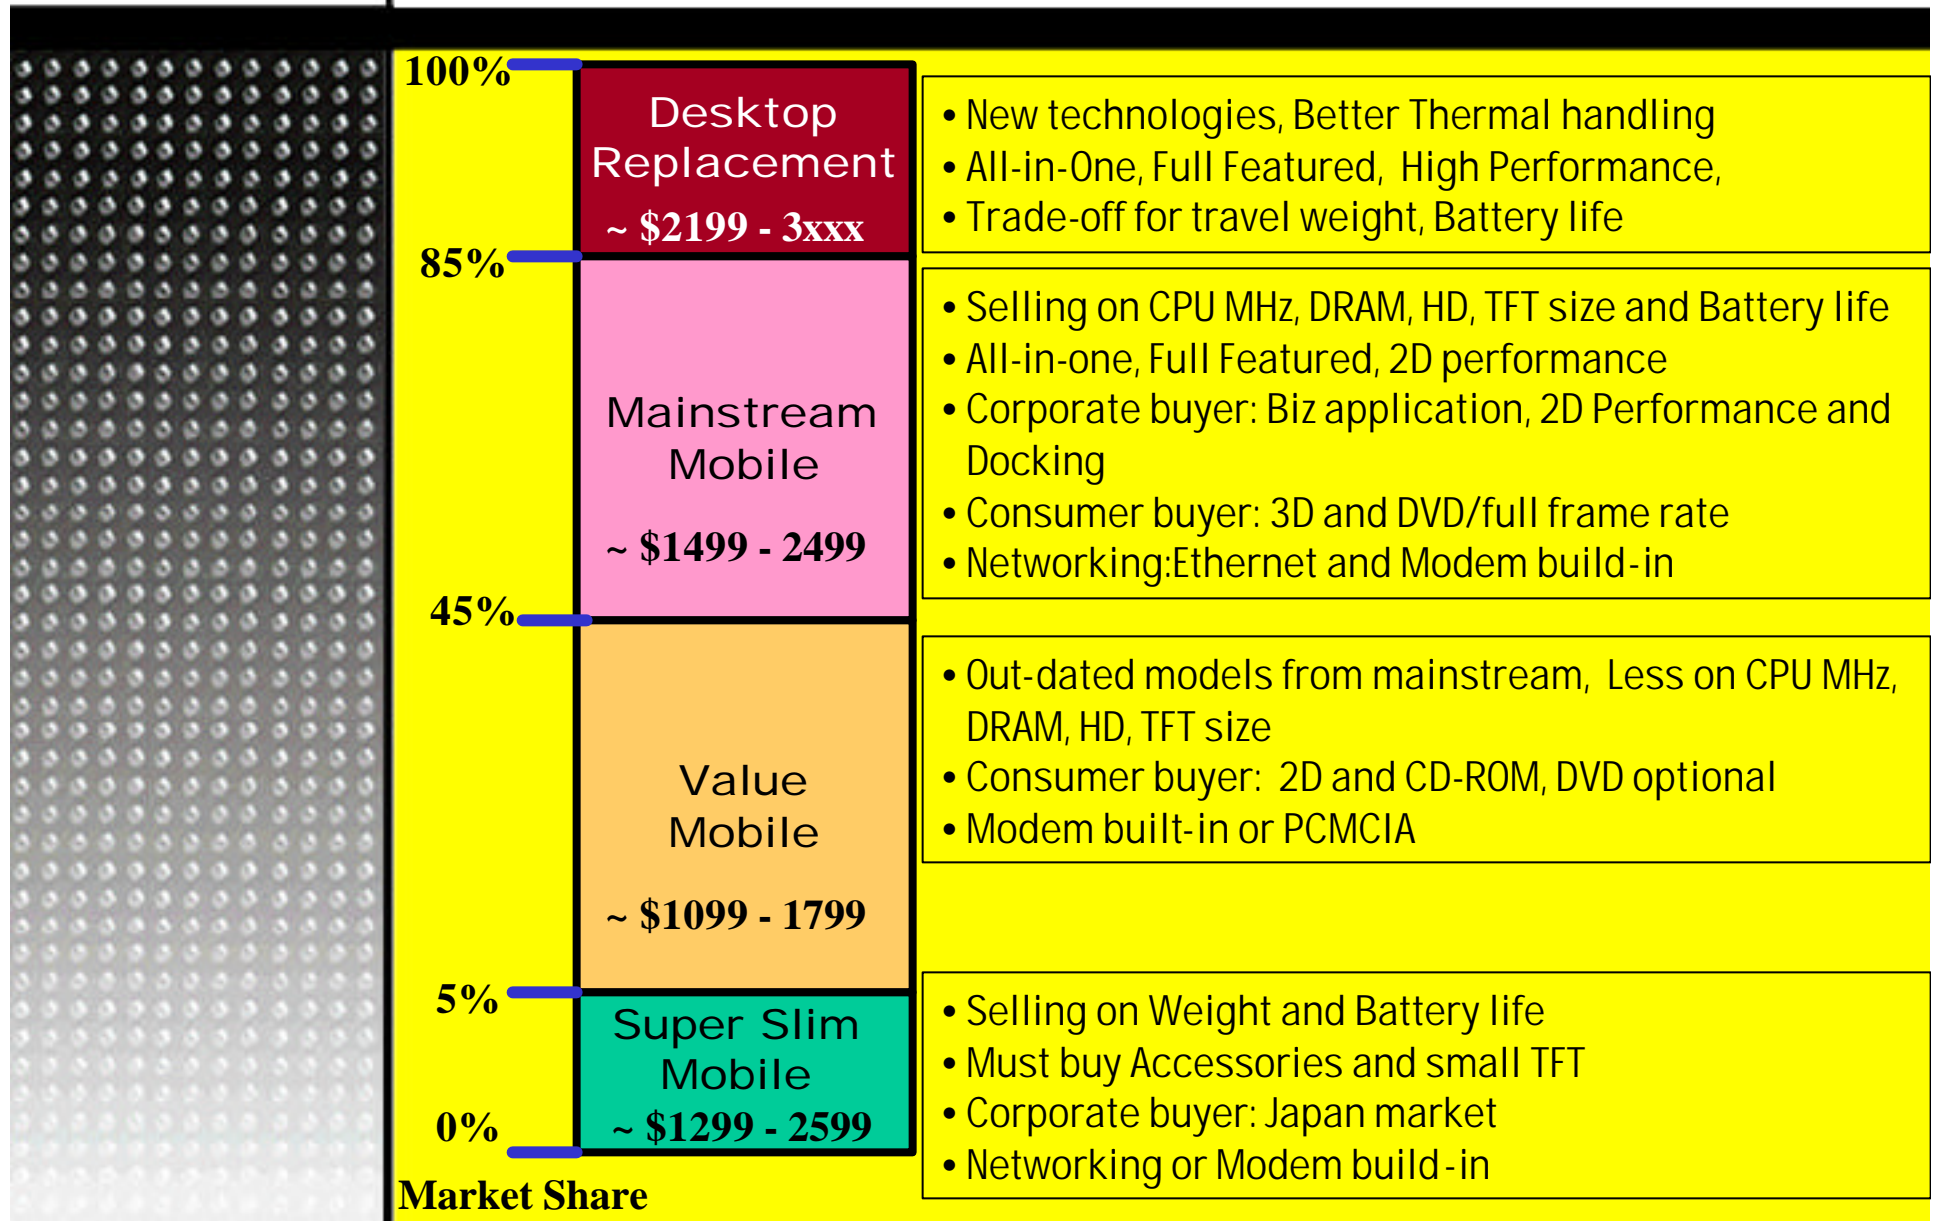 100%
Desktop
Replacement
~ $2199 - 3xxx
• New technologies, Better Thermal handling
• All-in-One, Full Featured, High Performance,
• Trade-off for travel weight, Battery life
85%
Mainstream
Mobile
~ $1499 - 2499
• Selling on CPU MHz, DRAM, HD, TFT size and Battery life
• All-in-one, Full Featured, 2D performance
• Corporate buyer: Biz application, 2D Performance and
Docking
• Consumer buyer: 3D and DVD/full frame rate
• Networking:Ethernet and Modem build-in
45%
Value
Mobile
~ $1099 - 1799
• Out-dated models from mainstream, Less on CPU MHz,
DRAM, HD, TFT size
• Consumer buyer: 2D and CD-ROM, DVD optional
• Modem built-in or PCMCIA
5%
Super Slim
Mobile
~ $1299 - 2599
• Selling on Weight and Battery life
• Must buy Accessories and small TFT
• Corporate buyer: Japan market
• Networking or Modem build-in
0%
Market Share